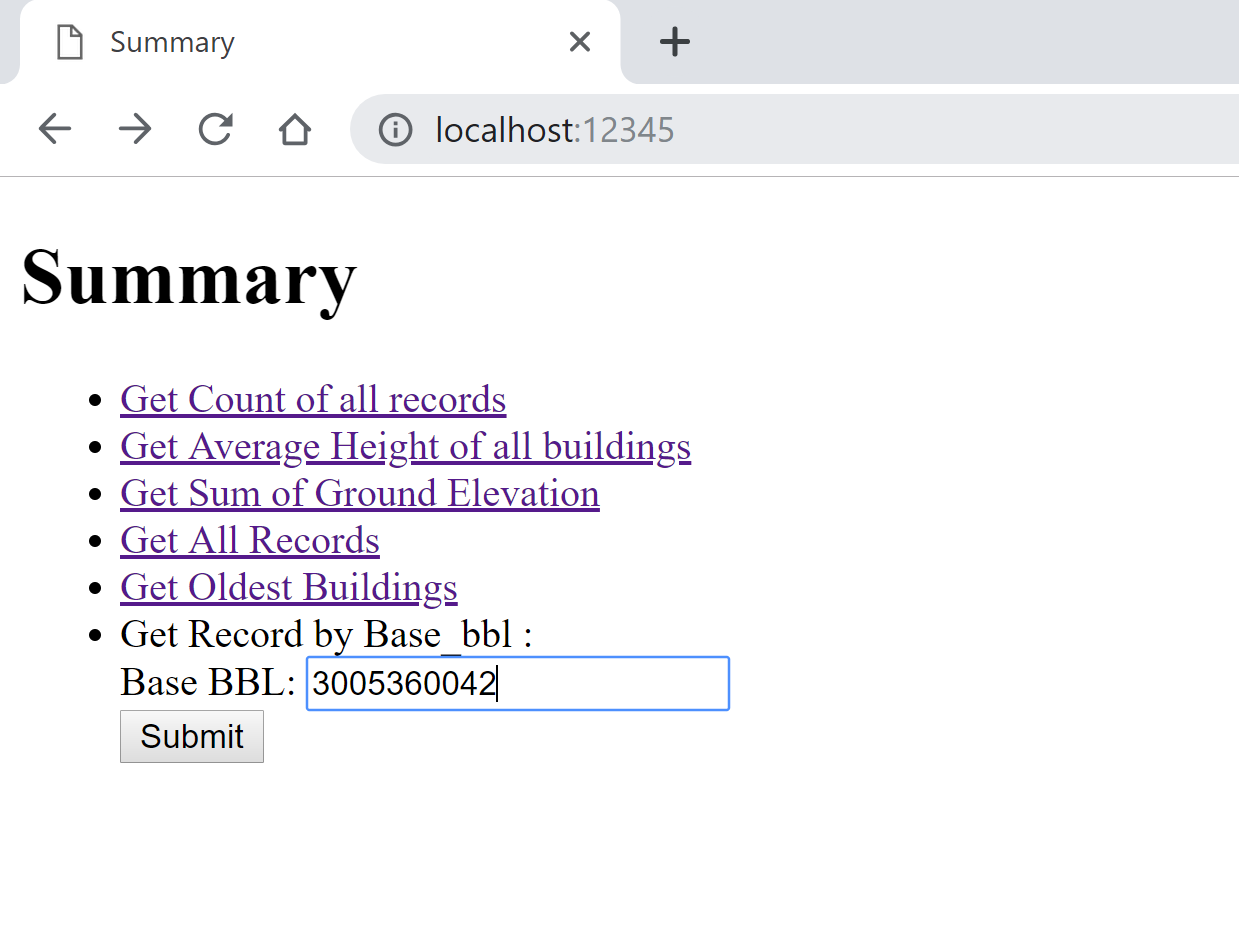 Summary
localhost:12345
Summary
Get Count of all records
Get Average Height of all buildings
Get Sum of Ground Elevation
Get All Records
Get Oldest Buildings
Get Record by Base_bbl :
Base BBL: 3005360042
Submit